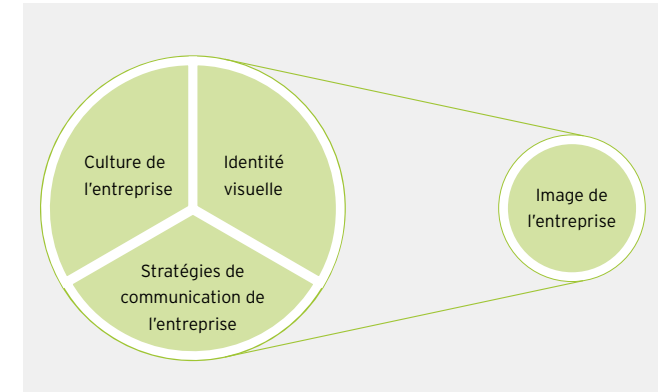 Culture de
l'entreprise
Identité
visuelle
Stratégies de
communication de
l'entreprise
Image de
l'entreprise